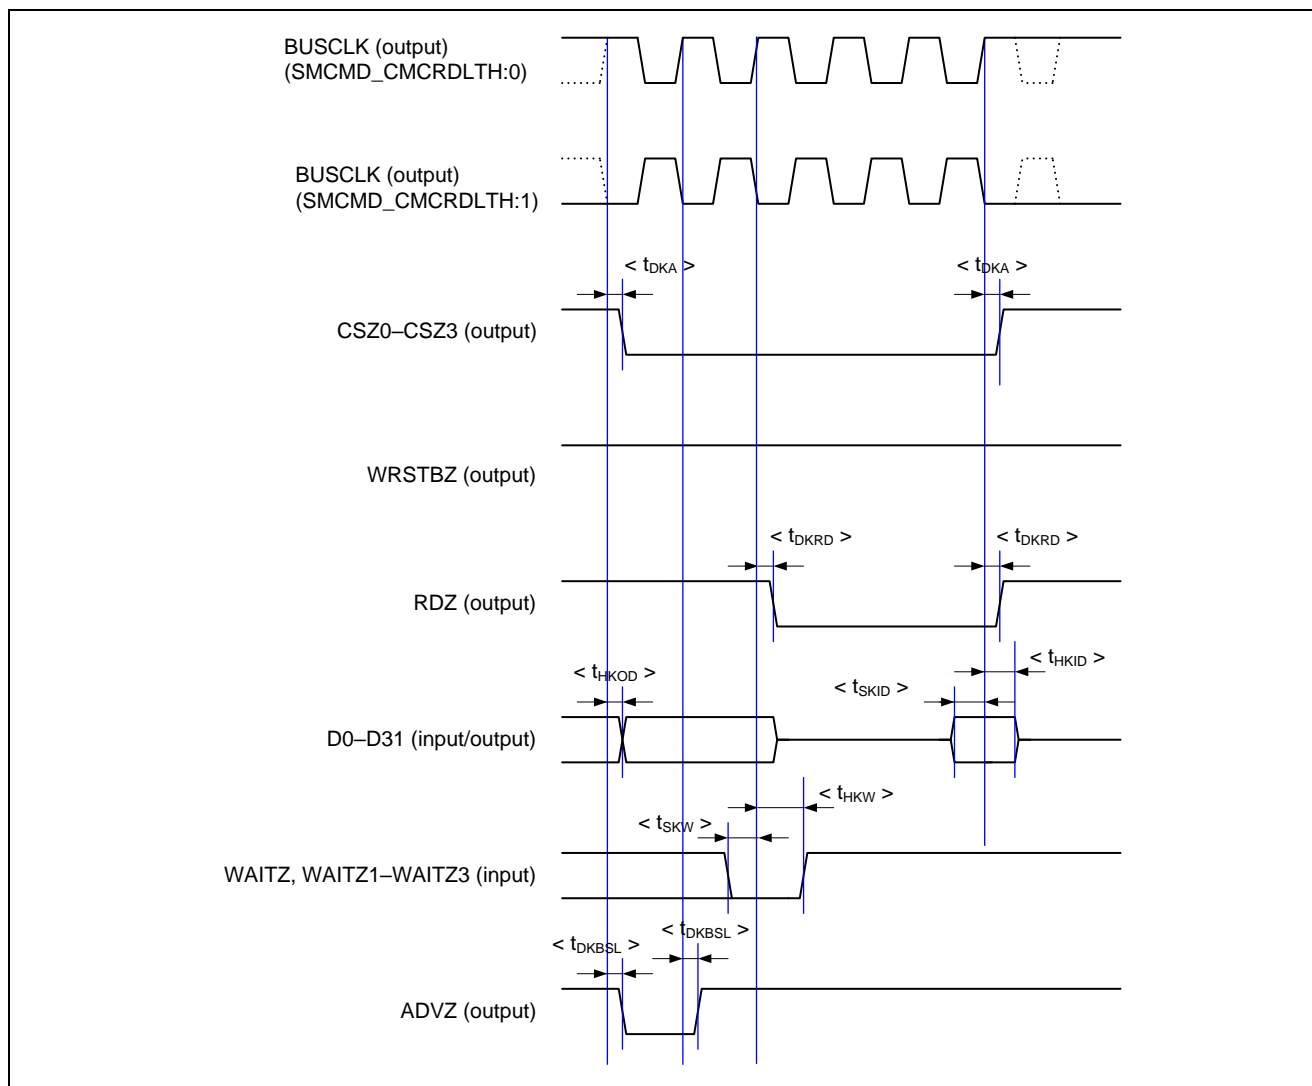 BUSCLK (output)
(SMCMD_CMCRDLTH:0)
BUSCLK (output)
(SMCMD_CMCRDLTH:1)
< tDKA >
< tDKA >
CSZ0–CSZ3 (output)
WRSTBZ (output)
< tDKRD >
< tDKRD >
RDZ (output)
< tHKOD >
< tSKID >
< tHKID >
D0–D31 (input/output)
< tHKW >
< tSKW >
WAITZ, WAITZ1–WAITZ3 (input)
< tDKBSL >
< tDKBSL >
ADVZ (output)